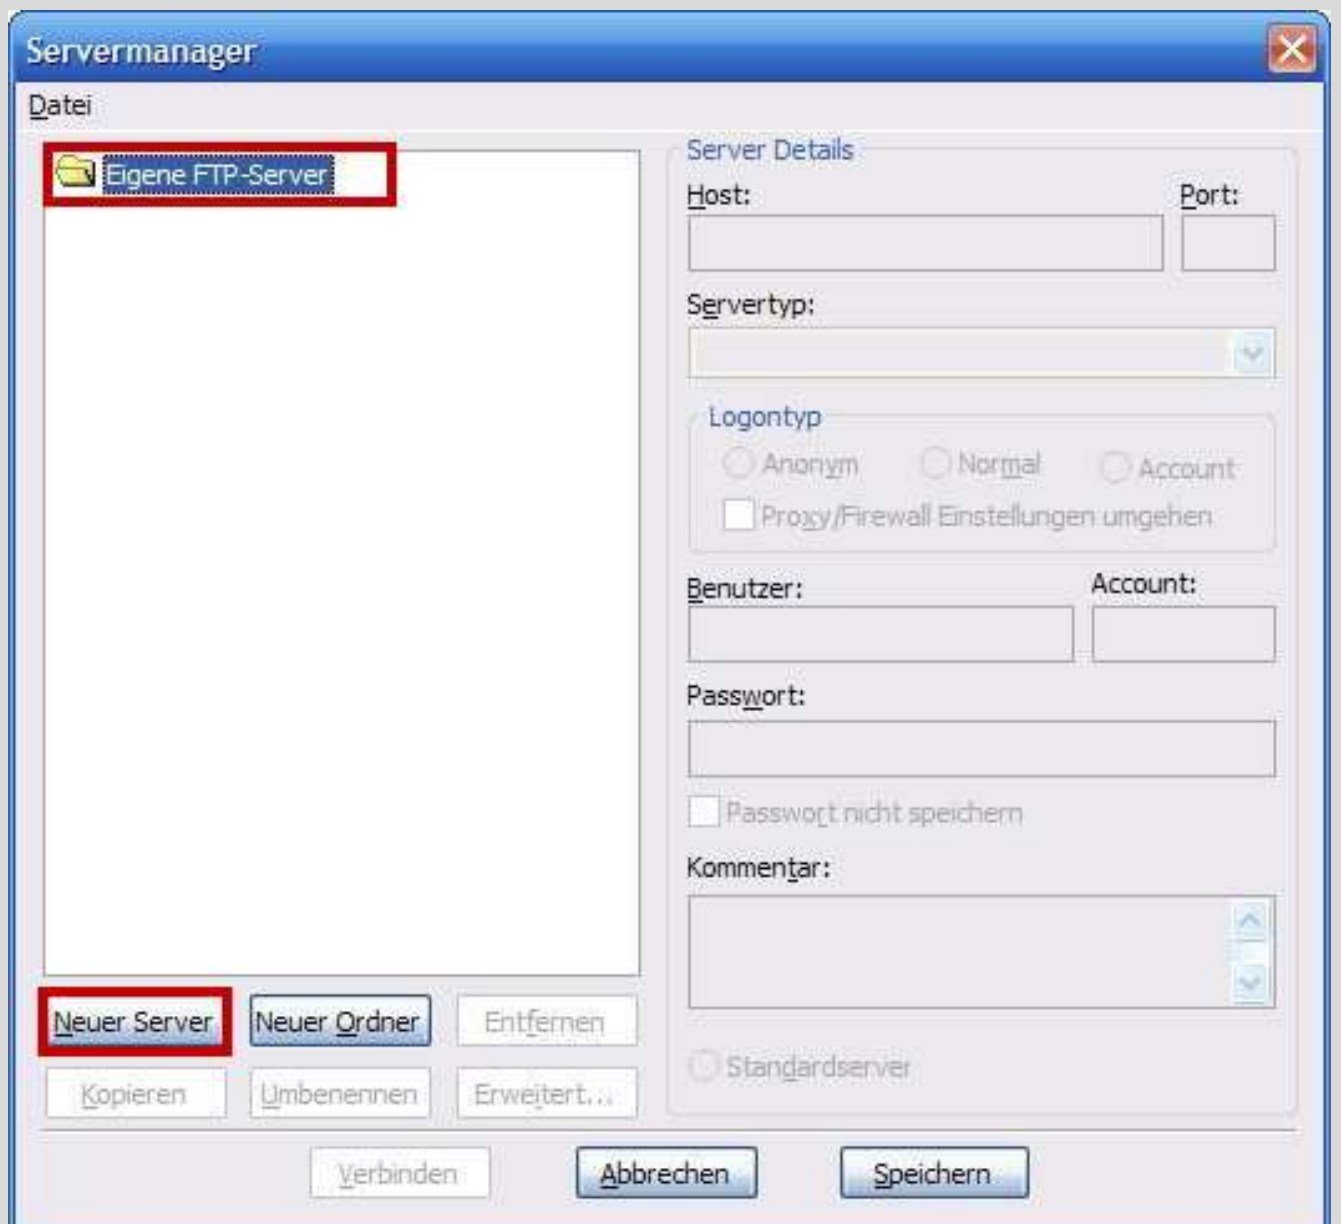 Servermanager
Datei
Eigene FTP-Server
Server Details
Host: Port:
Servertyp:
Logontyp
Anonym Normal Account
Proxy/Firewall Einstellungen umgehen
Benutzer: Account:
Passwort:
Passwort nicht speichern
Kommentar:
Neuer Server Neuer Ordner Entfernen
Standardserver
Kopieren Umbenennen Erweitert...
Verbinden Abbrechen Speichern